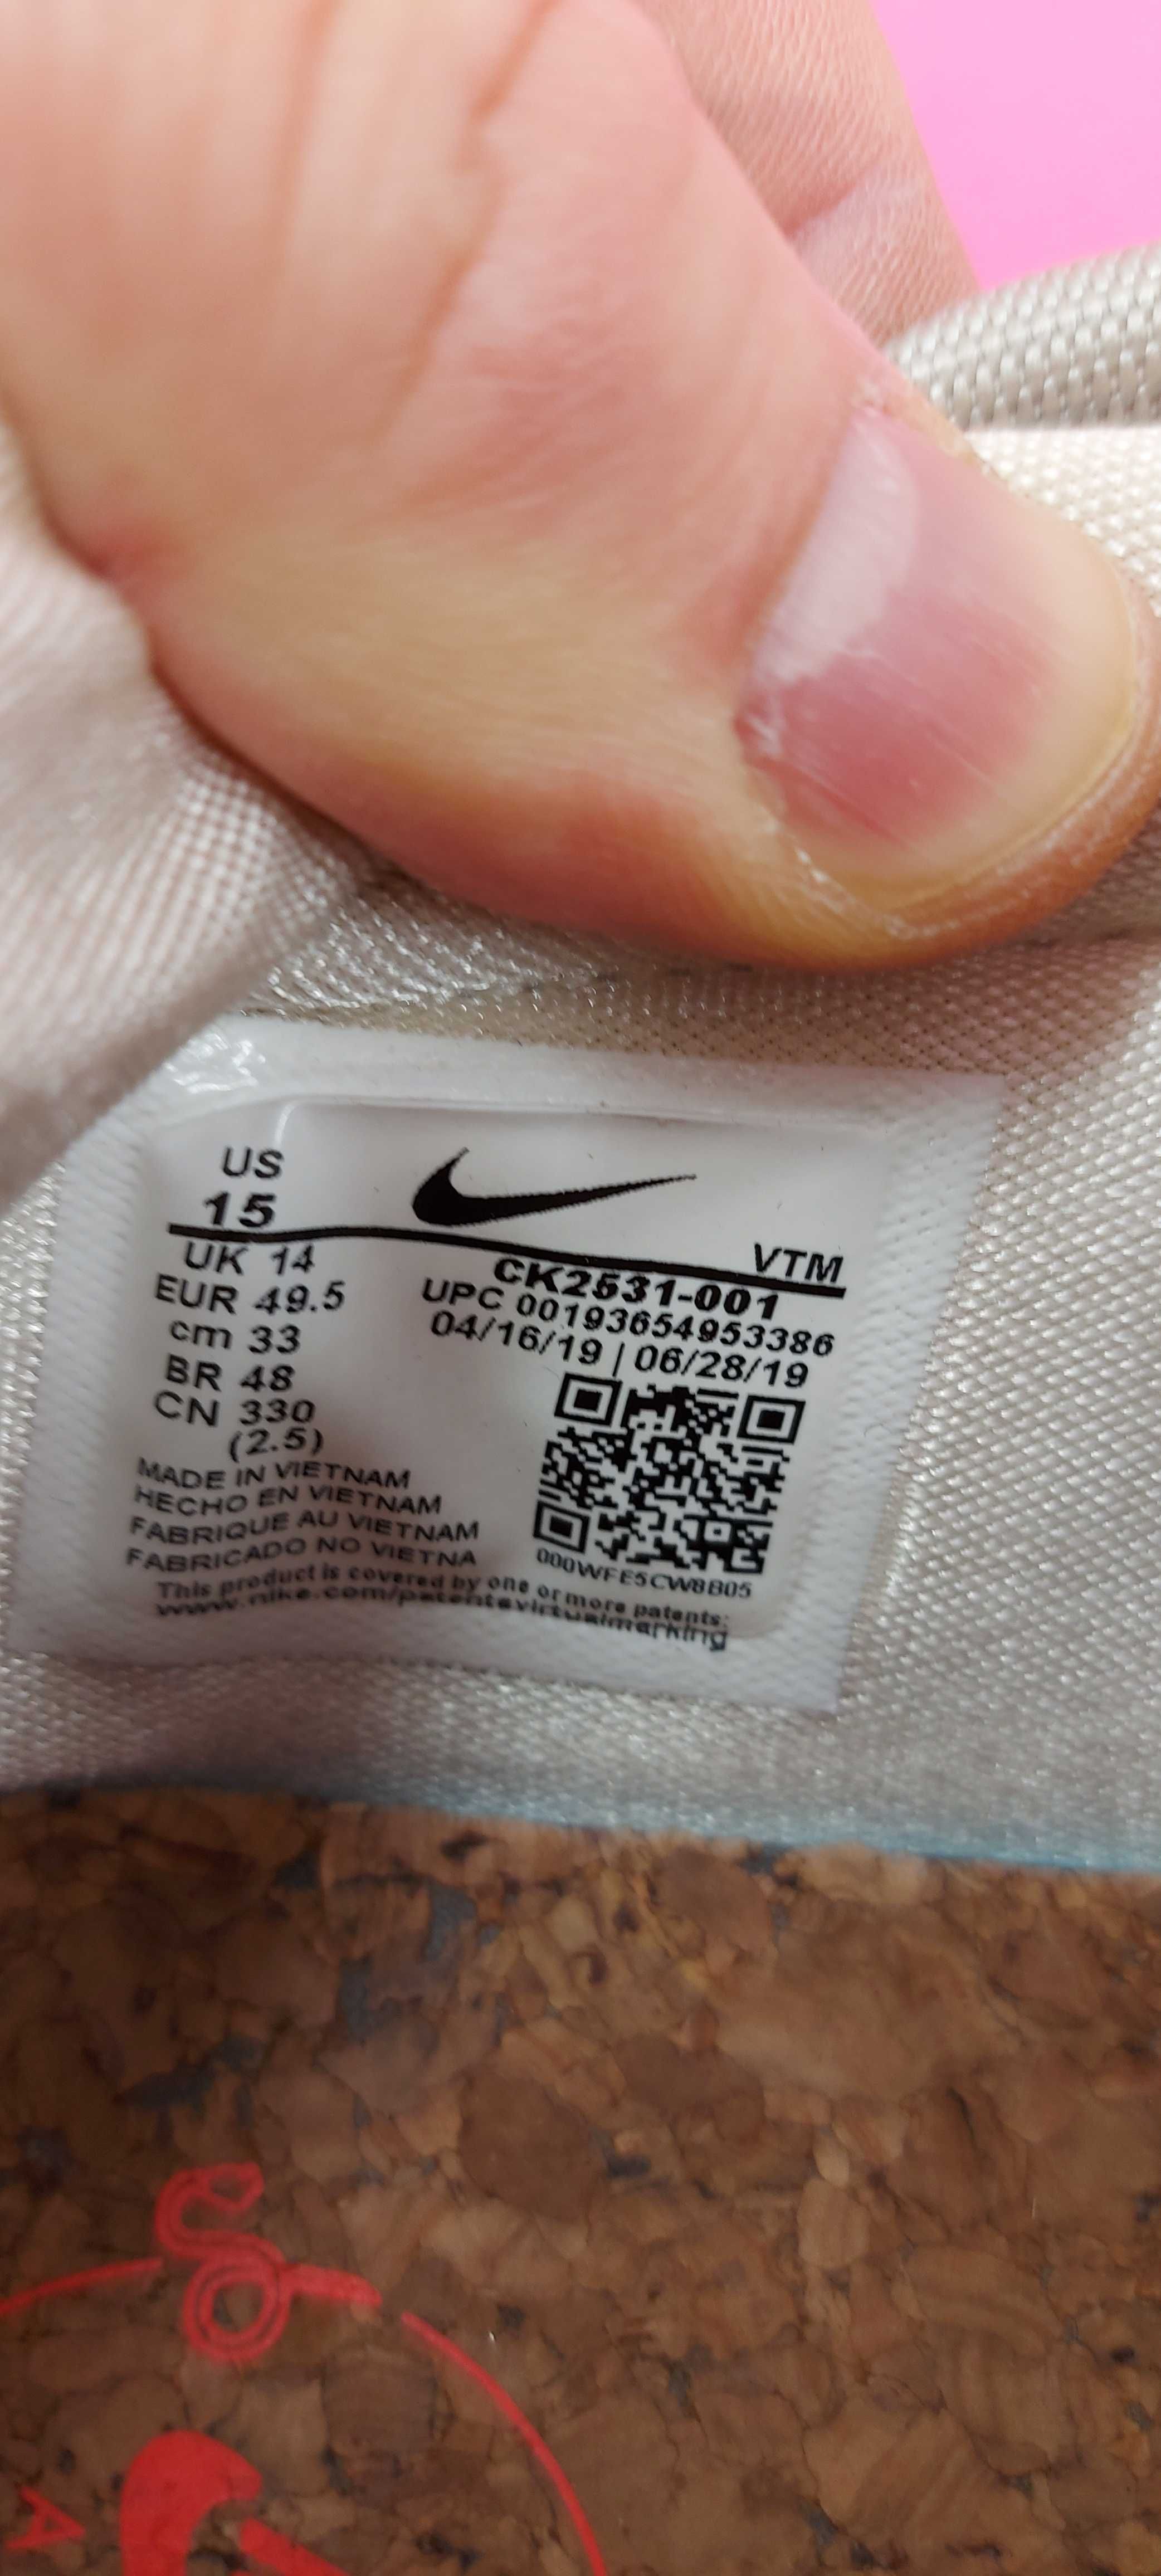 US
15
VTM
UK 14
EUR 49.5
cm 33
BR 48
CN 330
(2.5)
CK2531-001
UPC 00193654953386
04/16/19 | 06/28/19
MADE IN VIETNAM
HECHO EN VIETNAM
FABRIQUE AU VIETNAM
FABRICADO NO VIETNA
000WFE5CW8B05
This product is covered by one or more patents:
www.nike.com/patentsvirtualmarking